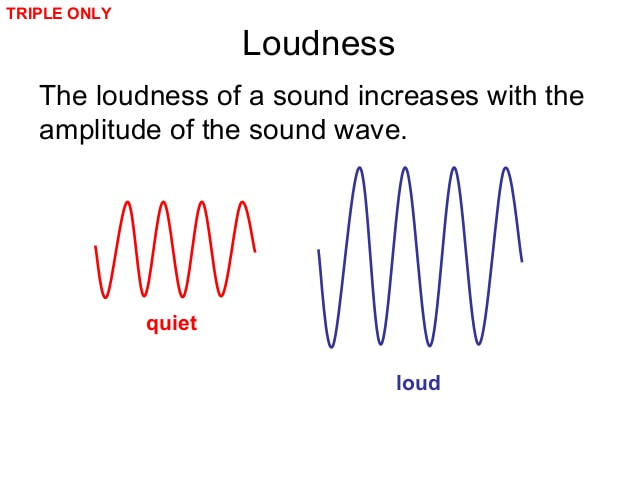 TRIPLE ONLY
Loudness
The loudness of a sound increases with the
amplitude of the sound wave.
quiet
loud